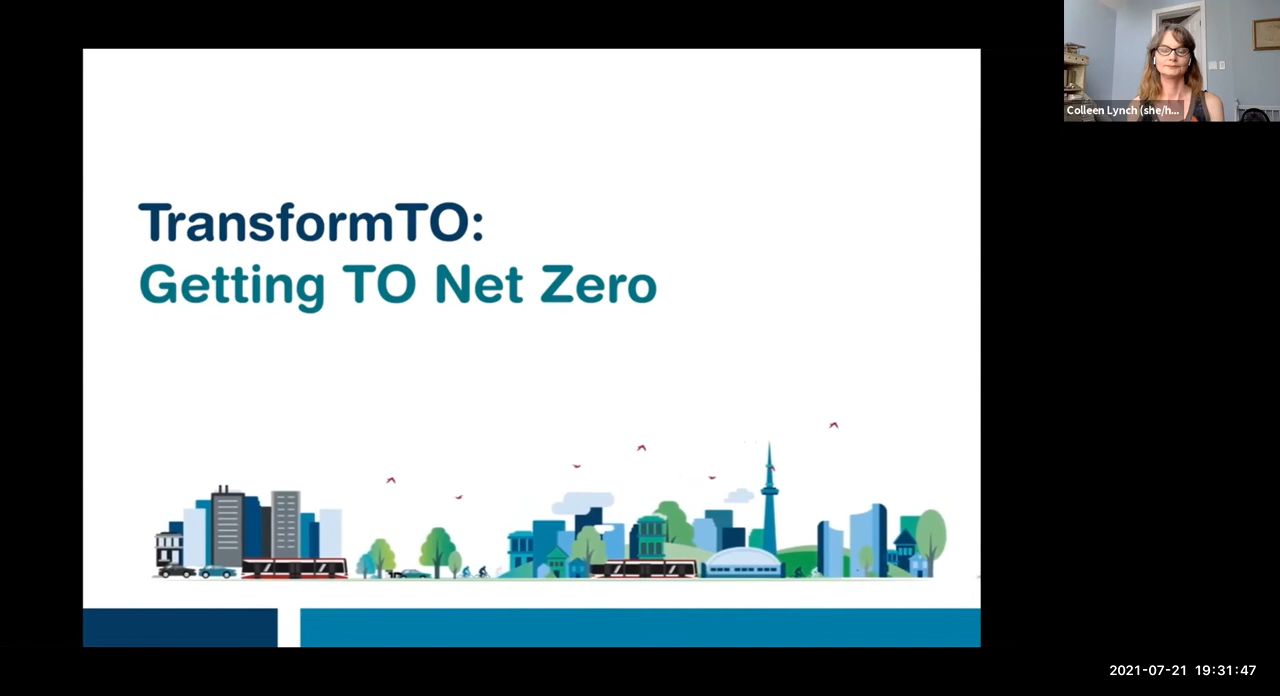 TransformTO:
Getting TO Net Zero
Colleen Lynch (she/h...
2021-07-21 19:31:47